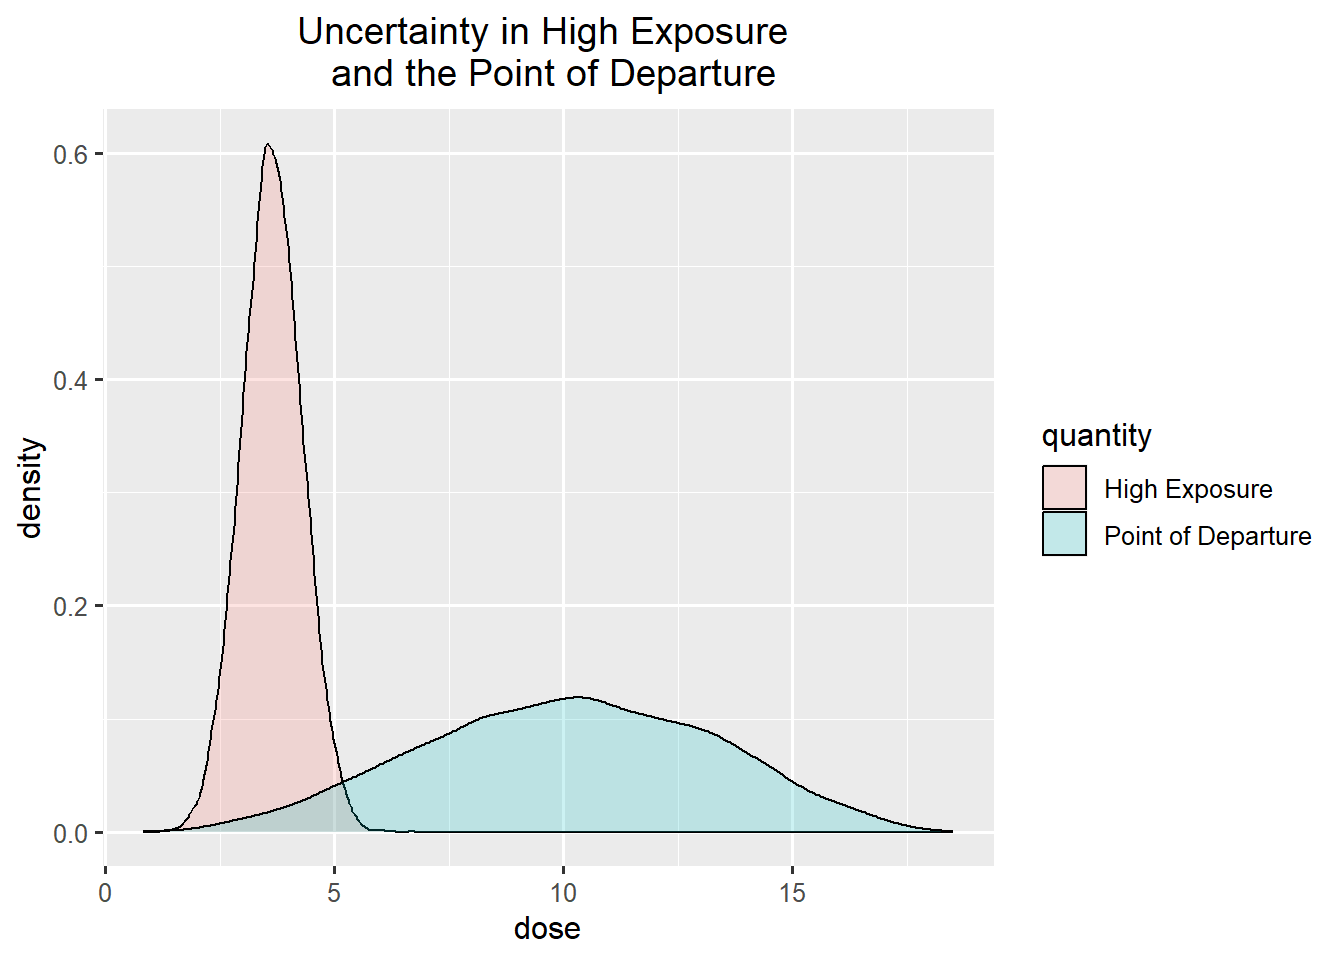 Uncertainty in High Exposure
and the Point of Departure
0.6
0.4
0.2
0.0
density
0
5
10
15
dose
quantity
High Exposure
Point of Departure